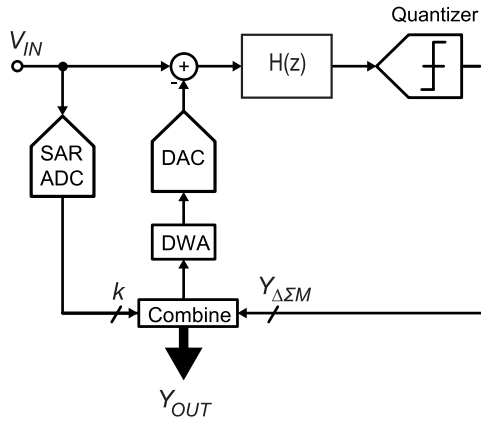 Quantizer
V_IN
+
-
H(z)
SAR
ADC
DAC
DWA
k
Y_ΔΣM
Combine
Y_OUT